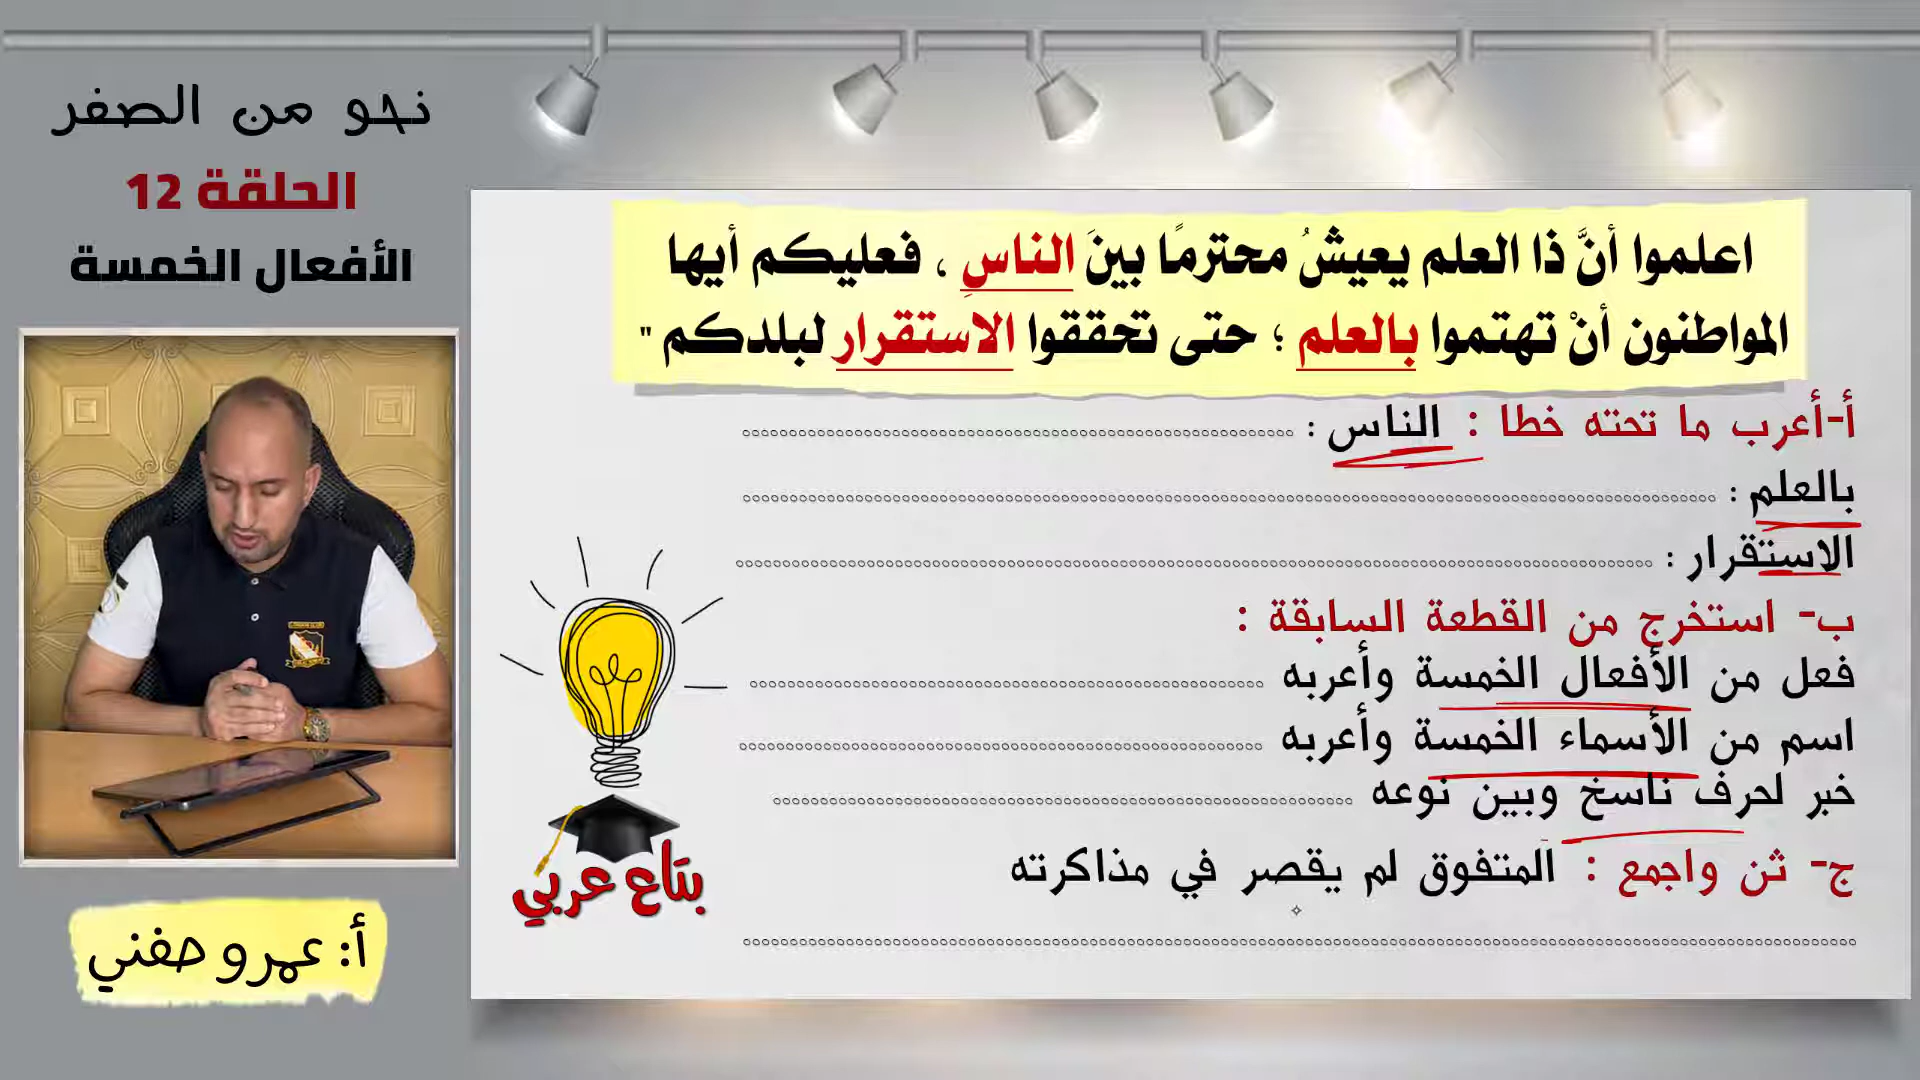 نحو من الصفر
الحلقة 12
الأفعال الخمسة
اعلموا أنَّ ذا العلم يعيشُ محترمًا بينَ الناسِ ، فعليكم أيها
المواطنون أنْ تهتموا بالعلم ؛ حتى تحققوا الاستقرار لبلدكم "
أ-أعرب ما تحته خطا : الناس :
بالعلم :
الاستقرار :
ب- استخرج من القطعة السابقة :
فعل من الأفعال الخمسة وأعربه
اسم من الأسماء الخمسة وأعربه
خبر لحرف ناسخ وبين نوعه
ج- ثن واجمع : المتفوق لم يقصر في مذاكرته
بتاع عربي
أ: عمرو حفني